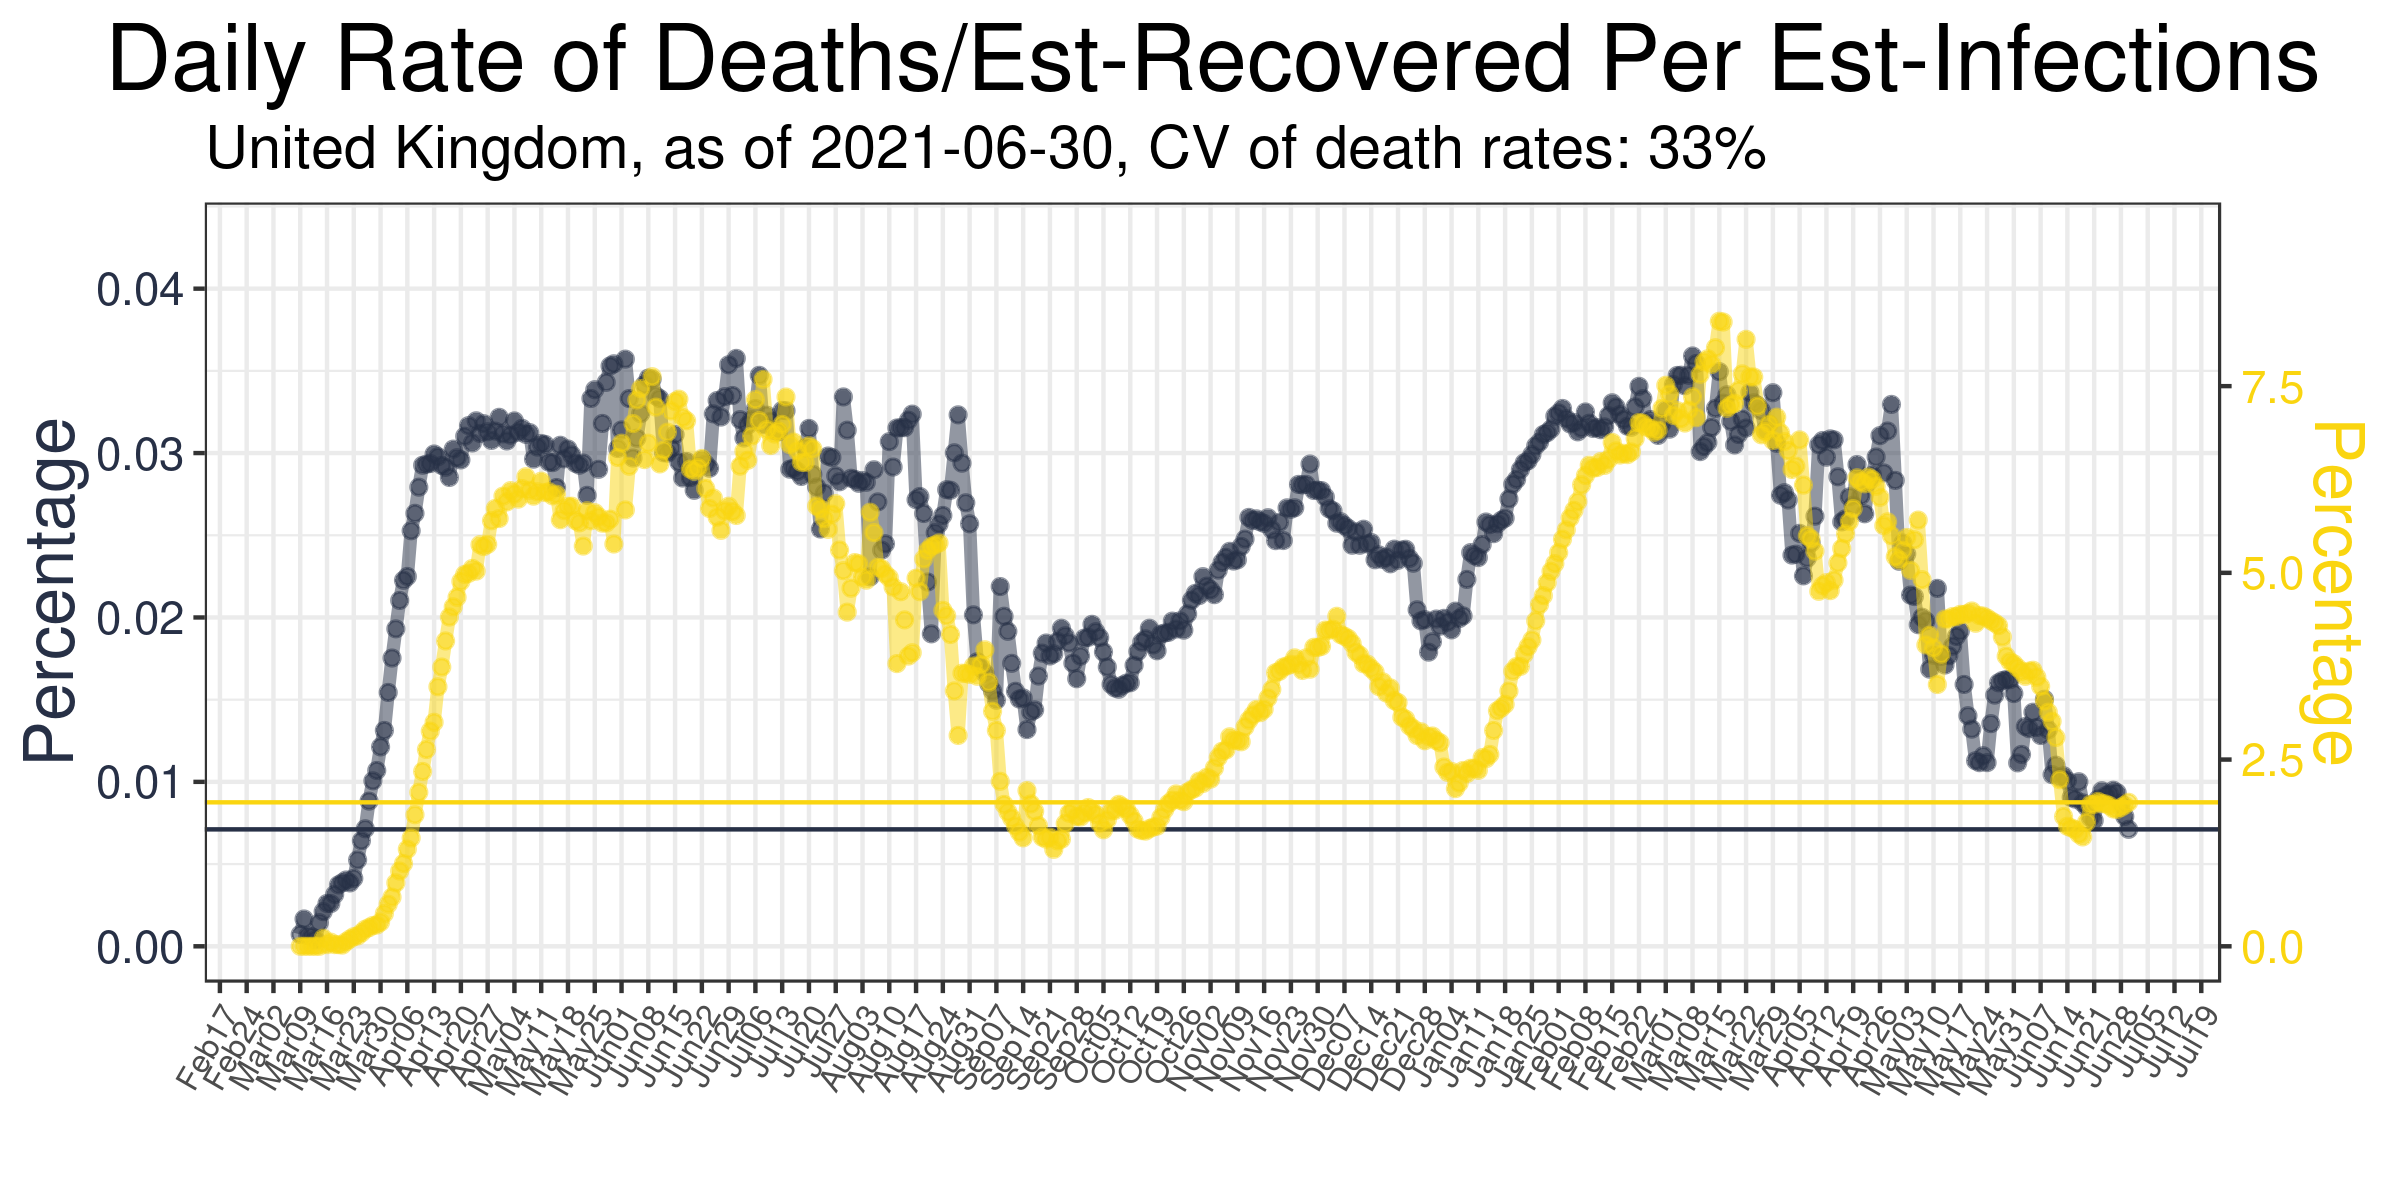 Daily Rate of Deaths/Est-Recovered Per Est-Infections
United Kingdom, as of 2021-06-30, CV of death rates: 33%
Percentage
0.04
0.03
0.02
0.01
0.00
7.5
5.0
2.5
0.0
Percentage
Feb17 Feb24 Mar02 Mar09 Mar16 Mar23 Mar30 Apr06 Apr13 Apr20 Apr27 May04 May11 May18 May25 Jun01 Jun08 Jun15 Jun22 Jun29 Jul06 Jul13 Jul20 Jul27 Aug03 Aug10 Aug17 Aug24 Aug31 Sep07 Sep14 Sep21 Sep28 Oct05 Oct12 Oct19 Oct26 Nov02 Nov09 Nov16 Nov23 Nov30 Dec07 Dec14 Dec21 Dec28 Jan04 Jan11 Jan18 Jan25 Feb01 Feb08 Feb15 Feb22 Mar01 Mar08 Mar15 Mar22 Mar29 Apr05 Apr12 Apr19 Apr26 May03 May10 May17 May24 May31 Jun07 Jun14 Jun21 Jun28 Jul05 Jul12 Jul19